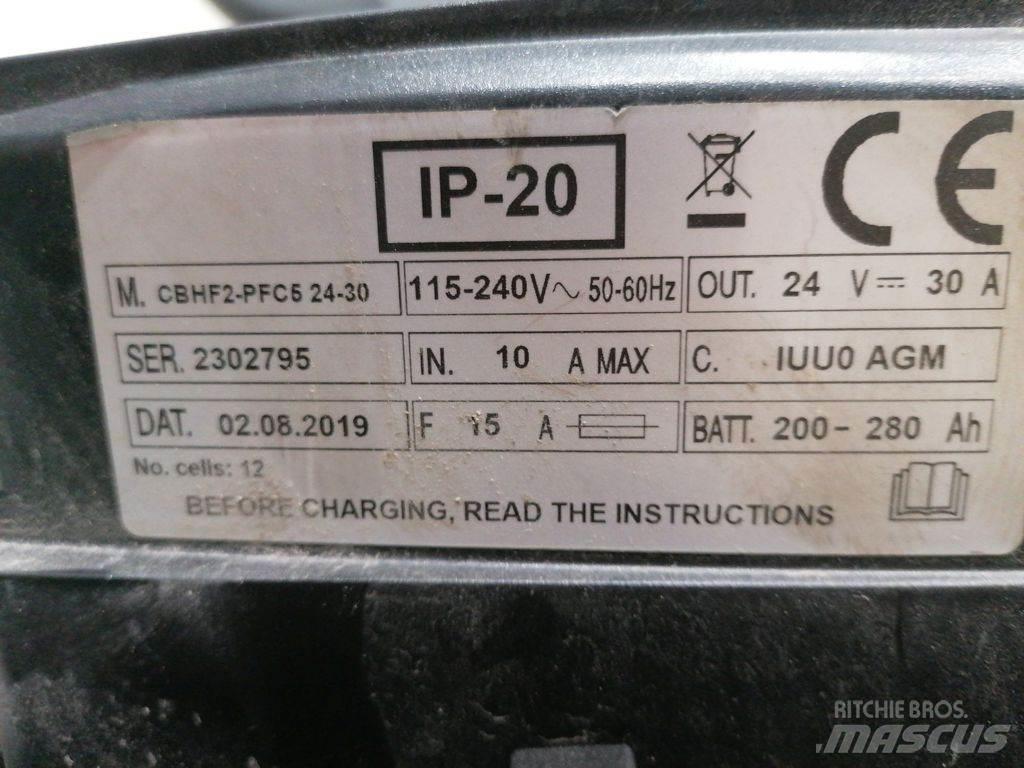 IP-20
CE
M. CBHF2-PFC5 24-30 115-240V~ 50-60Hz OUT. 24 V⎓ 30 A
SER. 2302795 IN. 10 A MAX C. IUU0 AGM
DAT. 02.08.2019 F 15 A BATT. 200- 280 Ah
No. cells: 12
BEFORE CHARGING, READ THE INSTRUCTIONS
RITCHIE BROS.
MASCUS